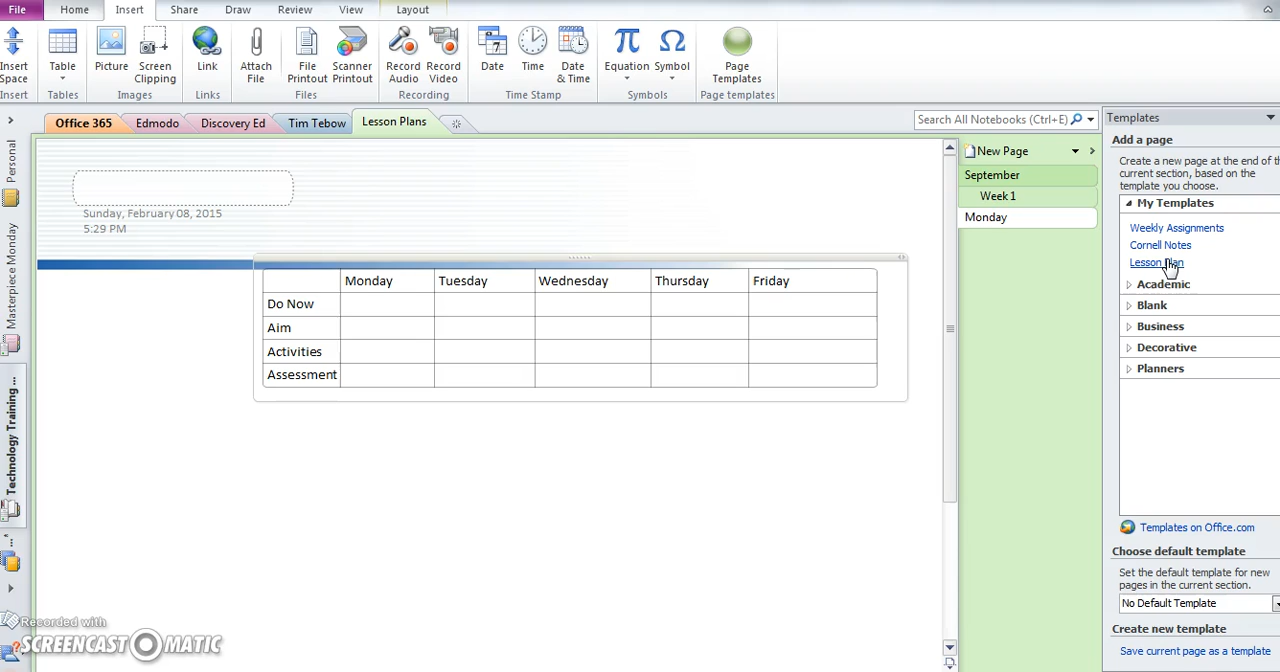 File Home Insert Share Draw Review View Layout
Insert Space
Table
Picture
Screen Clipping
Link
Attach File
File Printout
Scanner Printout
Record Audio
Record Video
Date
Time
Date & Time
Equation
Symbol
Page Templates
Insert Tables Images Links Files Recording Time Stamp Symbols Page templates
Office 365 Edmodo Discovery Ed Tim Tebow Lesson Plans
Search All Notebooks (Ctrl+E)
Personal
Masterpiece Monday
Technology Training ...
Sunday, February 08, 2015
5:29 PM
Monday Tuesday Wednesday Thursday Friday
Do Now
Aim
Activities
Assessment
New Page
September
Week 1
Monday
Templates
Add a page
Create a new page at the end of the
current section, based on the
template you choose.
My Templates
Weekly Assignments
Cornell Notes
Lesson Plan
Academic
Blank
Business
Decorative
Planners
Templates on Office.com
Choose default template
Set the default template for new
pages in the current section.
No Default Template
Create new template
Save current page as a template
Recorded with
SCREENCAST-O-MATIC